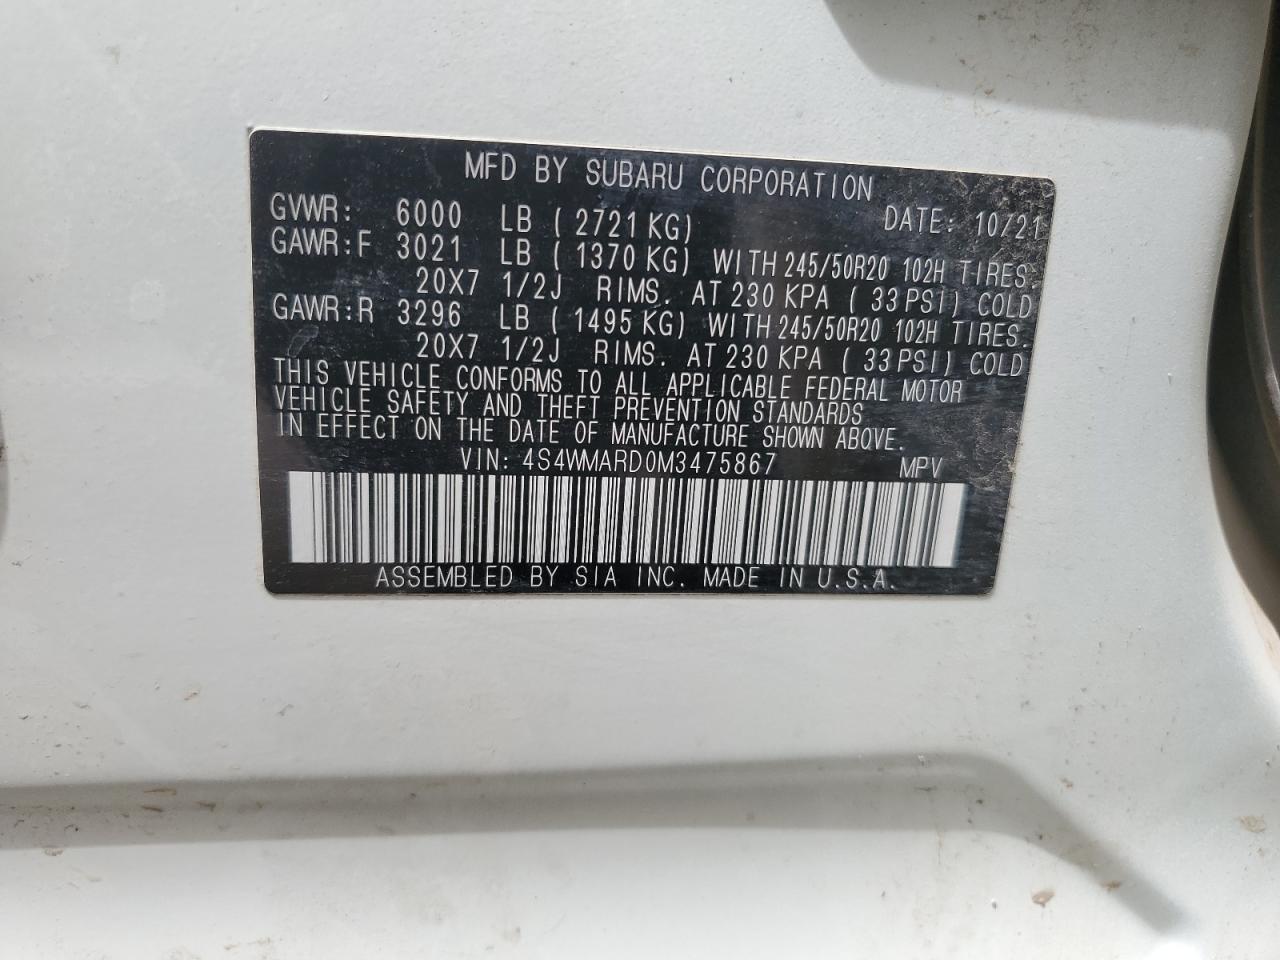 MFD BY SUBARU CORPORATION
GVWR: 6000 LB ( 2721 KG) DATE: 10/21
GAWR:F 3021 LB ( 1370 KG) WITH 245/50R20 102H TIRES.
20X7 1/2J RIMS. AT 230 KPA ( 33 PSI) COLD
GAWR:R 3296 LB ( 1495 KG) WITH 245/50R20 102H TIRES.
20X7 1/2J RIMS. AT 230 KPA ( 33 PSI) COLD
THIS VEHICLE CONFORMS TO ALL APPLICABLE FEDERAL MOTOR
VEHICLE SAFETY AND THEFT PREVENTION STANDARDS
IN EFFECT ON THE DATE OF MANUFACTURE SHOWN ABOVE.
VIN: 4S4WMARD0M3475867 MPV
ASSEMBLED BY SIA INC. MADE IN U.S.A.